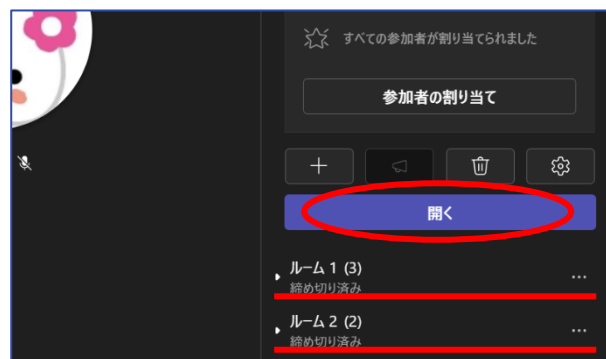 すべての参加者が割り当てられました
参加者の割り当て
開く
ルーム 1 (3)
締め切り済み
ルーム 2 (2)
締め切り済み